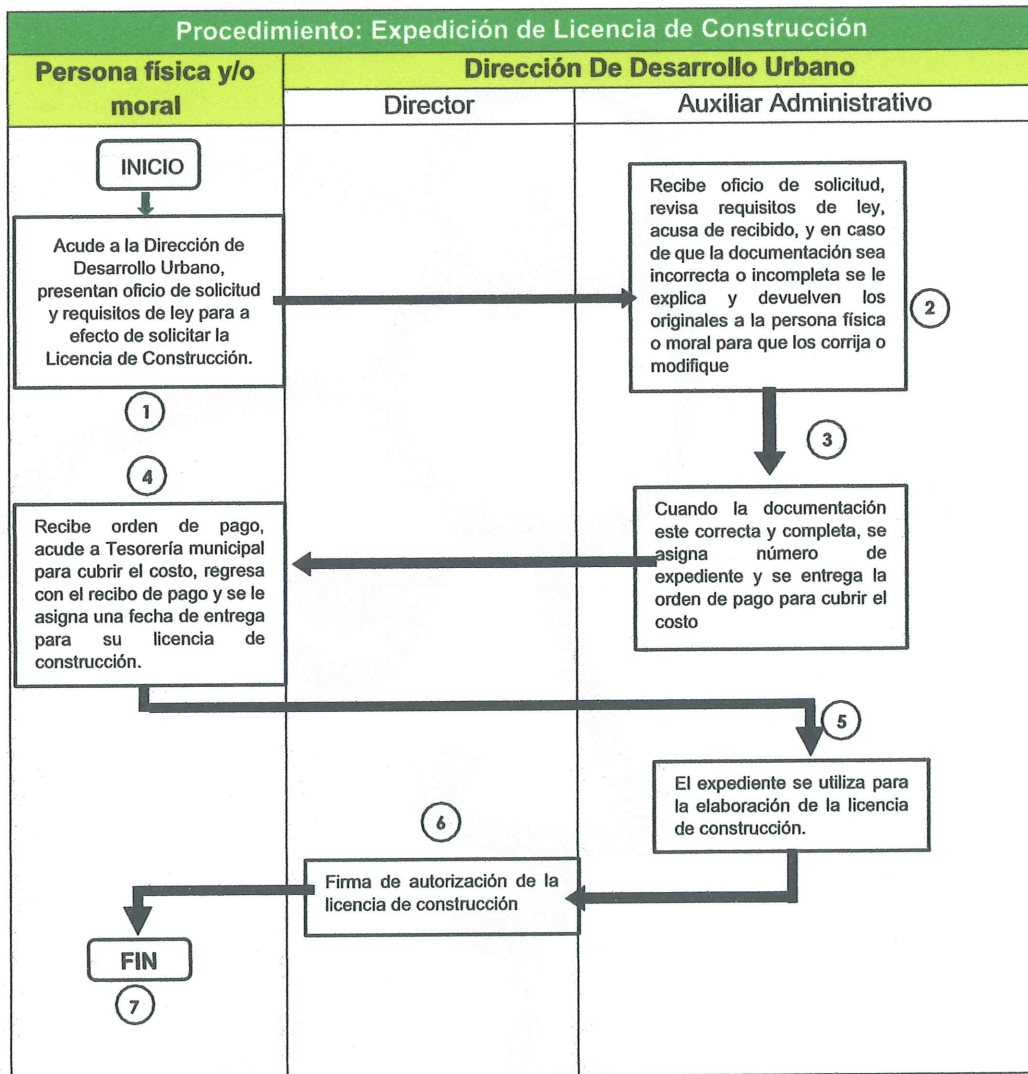 Procedimiento: Expedición de Licencia de Construcción
Persona física y/o
moral
Dirección De Desarrollo Urbano
Director
Auxiliar Administrativo
INICIO
Acude a la Dirección de
Desarrollo Urbano,
presentan oficio de solicitud
y requisitos de ley para a
efecto de solicitar la
Licencia de Construcción.
1
Recibe oficio de solicitud,
revisa requisitos de ley,
acusa de recibido, y en caso
de que la documentación sea
incorrecta o incompleta se le
explica y devuelven los
originales a la persona física
o moral para que los corrija o
modifique
2
3
Cuando la documentación
este correcta y completa, se
asigna número de
expediente y se entrega la
orden de pago para cubrir el
costo
4
Recibe orden de pago,
acude a Tesorería municipal
para cubrir el costo, regresa
con el recibo de pago y se le
asigna una fecha de entrega
para su licencia de
construcción.
5
El expediente se utiliza para
la elaboración de la licencia
de construcción.
6
Firma de autorización de la
licencia de construcción
FIN
7